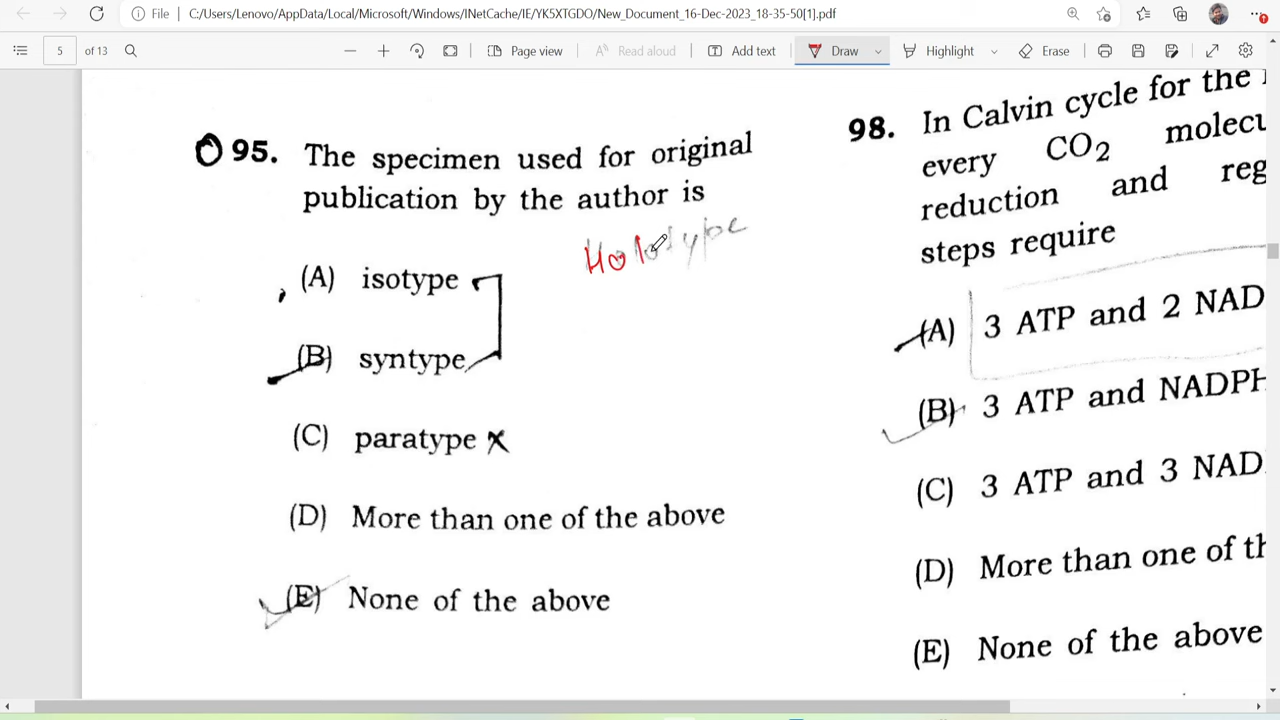 File
C:/Users/Lenovo/AppData/Local/Microsoft/Windows/INetCache/IE/YK5XTGDO/New_Document_16-Dec-2023_18-35-50[1].pdf
5 of 13
Page view
Read aloud
Add text
Draw
Highlight
Erase
95. The specimen used for original
publication by the author is
Holotype
(A) isotype
(B) syntype
(C) paratype
(D) More than one of the above
(E) None of the above
98. In Calvin cycle for the
every CO2 molecu
reduction and reg
steps require
(A) 3 ATP and 2 NAD
(B) 3 ATP and NADPH
(C) 3 ATP and 3 NAD
(D) More than one of th
(E) None of the above